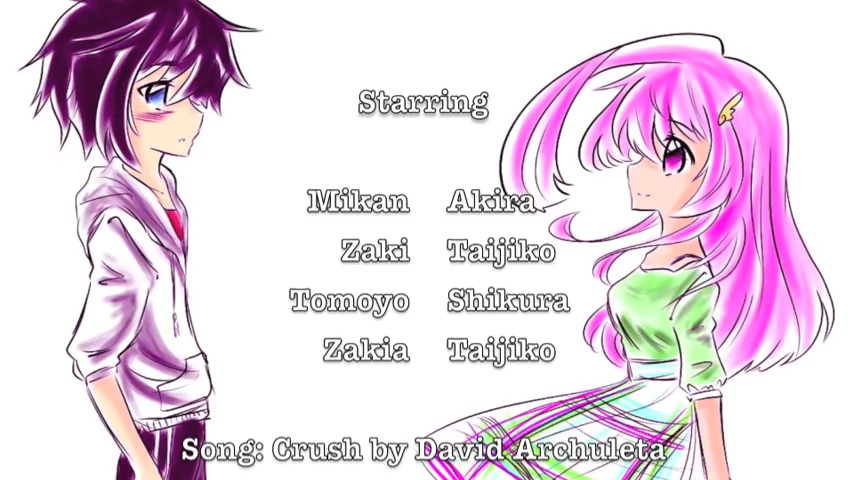 Starring
Mikan Akira
Zaki Taijiko
Tomoyo Shikura
Zakia Taijiko
Song: Crush by David Archuleta